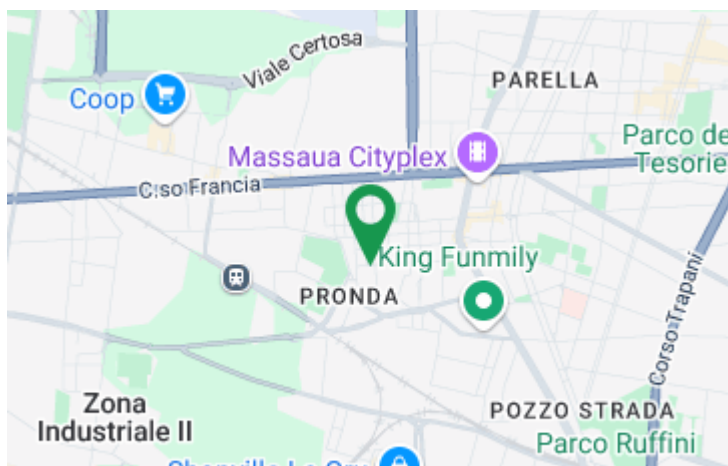 Viale Certosa
PARELLA
Coop
Parco de
Tesorie
Massaua Cityplex
C.so Francia
King Funmily
PRONDA
Corso Trapani
Zona
Industriale II
POZZO STRADA
Parco Ruffini